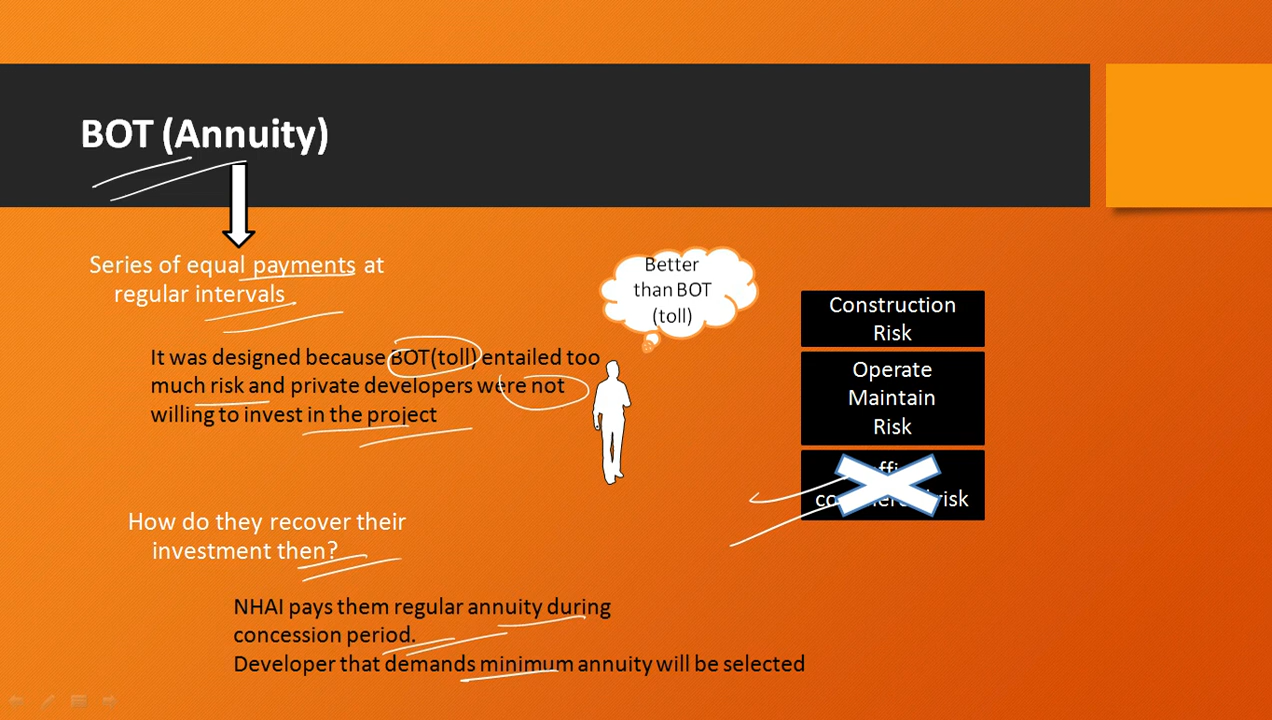 BOT (Annuity)
Series of equal payments at
regular intervals
It was designed because BOT(toll) entailed too
much risk and private developers were not
willing to invest in the project
Better
than BOT
(toll)
Construction
Risk
Operate
Maintain
Risk
risk
How do they recover their
investment then?
NHAI pays them regular annuity during
concession period.
Developer that demands minimum annuity will be selected